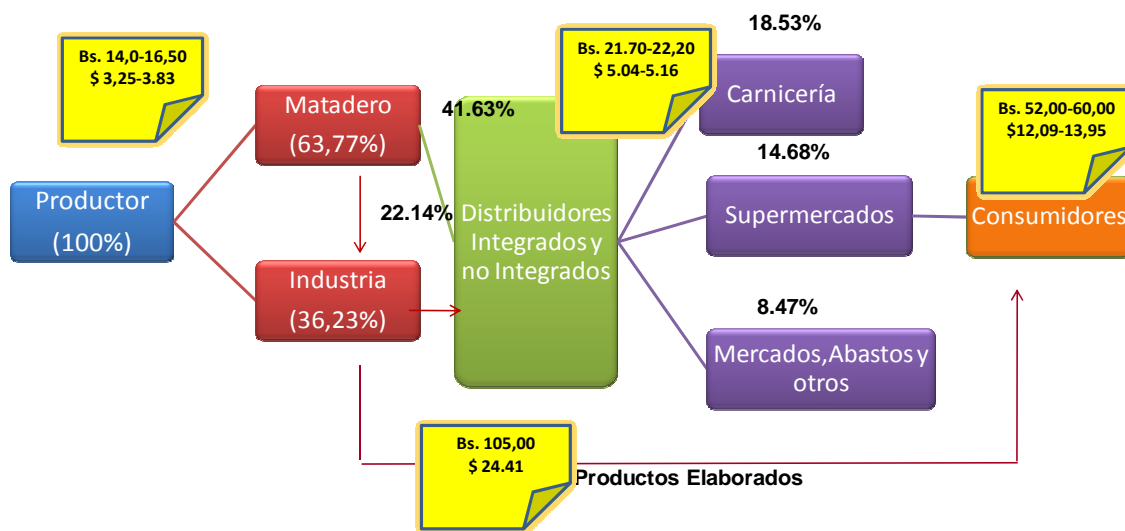 18.53%
Bs. 14,0-16,50
$ 3,25-3.83
Bs. 21.70-22,20
$ 5.04-5.16
Matadero
(63,77%)
41.63%
Carnicería
Bs. 52,00-60,00
$12,09-13,95
14.68%
Productor
(100%)
22.14%
Distribuidores
Integrados y
no Integrados
Supermercados
Consumidores
Industria
(36,23%)
8.47%
Mercados,Abastos y
otros
Bs. 105,00
$ 24.41
Productos Elaborados